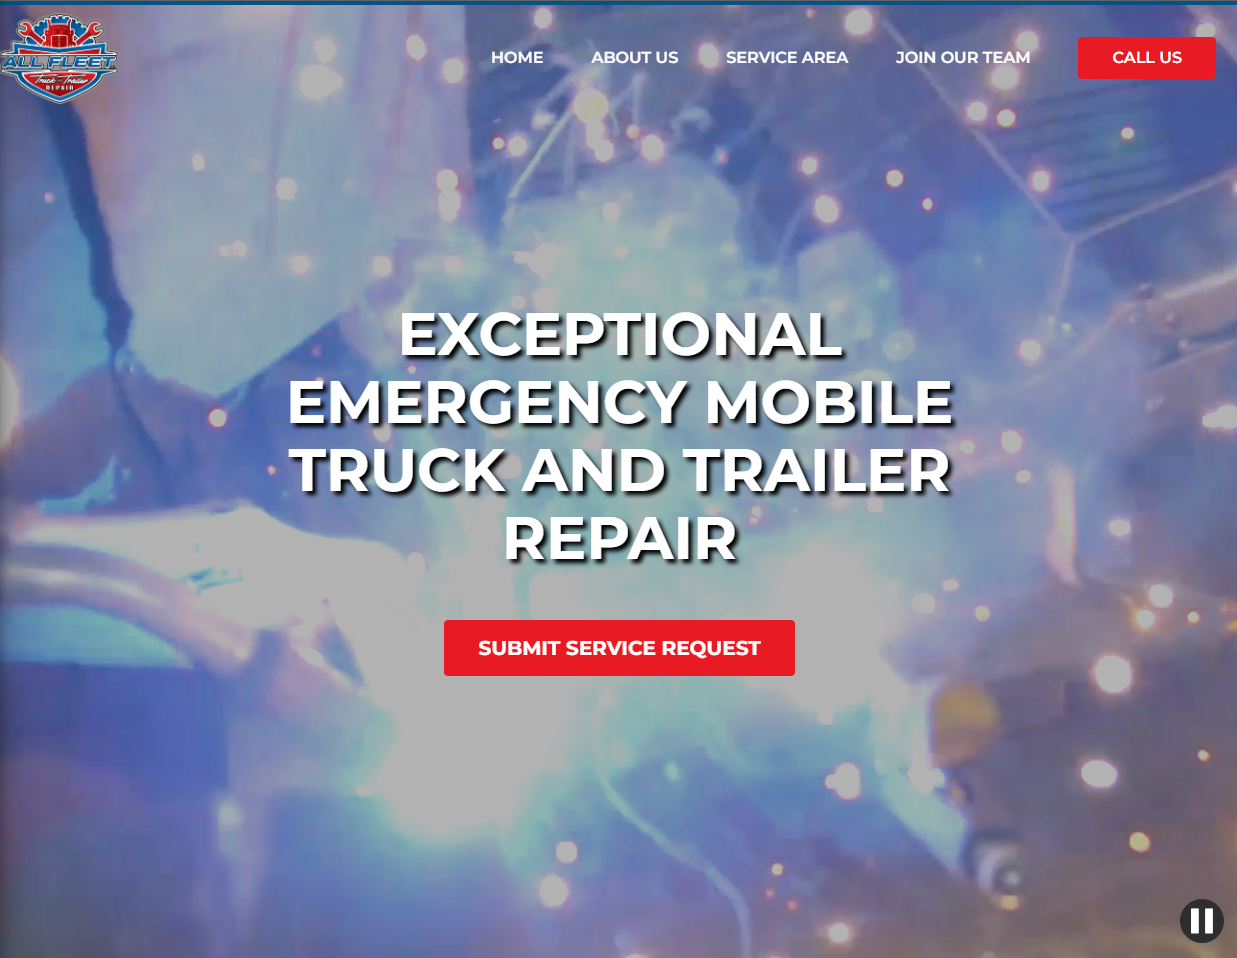 ALL FLEET
Truck and Trailer
REPAIR
HOME
ABOUT US
SERVICE AREA
JOIN OUR TEAM
CALL US
EXCEPTIONAL
EMERGENCY MOBILE
TRUCK AND TRAILER
REPAIR
SUBMIT SERVICE REQUEST